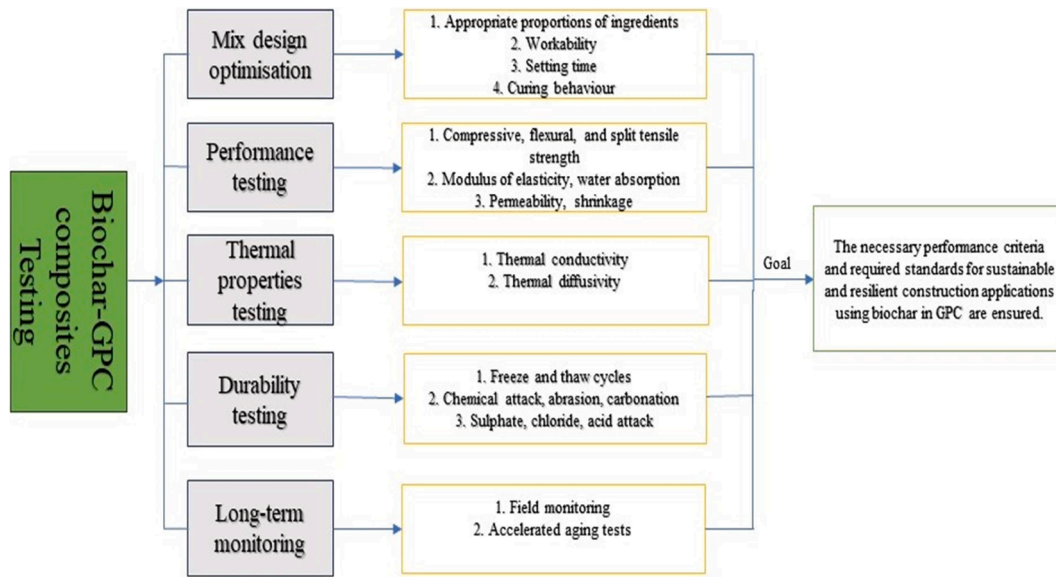 Biochar-GPC
composites
Testing
Mix design
optimisation
1. Appropriate proportions of ingredients
2. Workability
3. Setting time
4. Curing behaviour
Performance
testing
1. Compressive, flexural, and split tensile
strength
2. Modulus of elasticity, water absorption
3. Permeability, shrinkage
Thermal
properties
testing
1. Thermal conductivity
2. Thermal diffusivity
Durability
testing
1. Freeze and thaw cycles
2. Chemical attack, abrasion, carbonation
3. Sulphate, chloride, acid attack
Long-term
monitoring
1. Field monitoring
2. Accelerated aging tests
Goal
The necessary performance criteria
and required standards for sustainable
and resilient construction applications
using biochar in GPC are ensured.